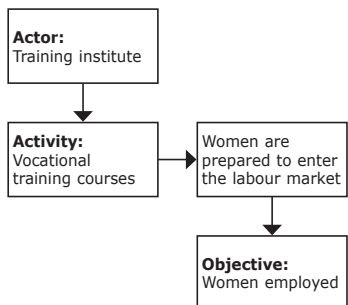 Actor:
Training institute
Activity:
Vocational
training courses
Women are
prepared to enter
the labour market
Objective:
Women employed